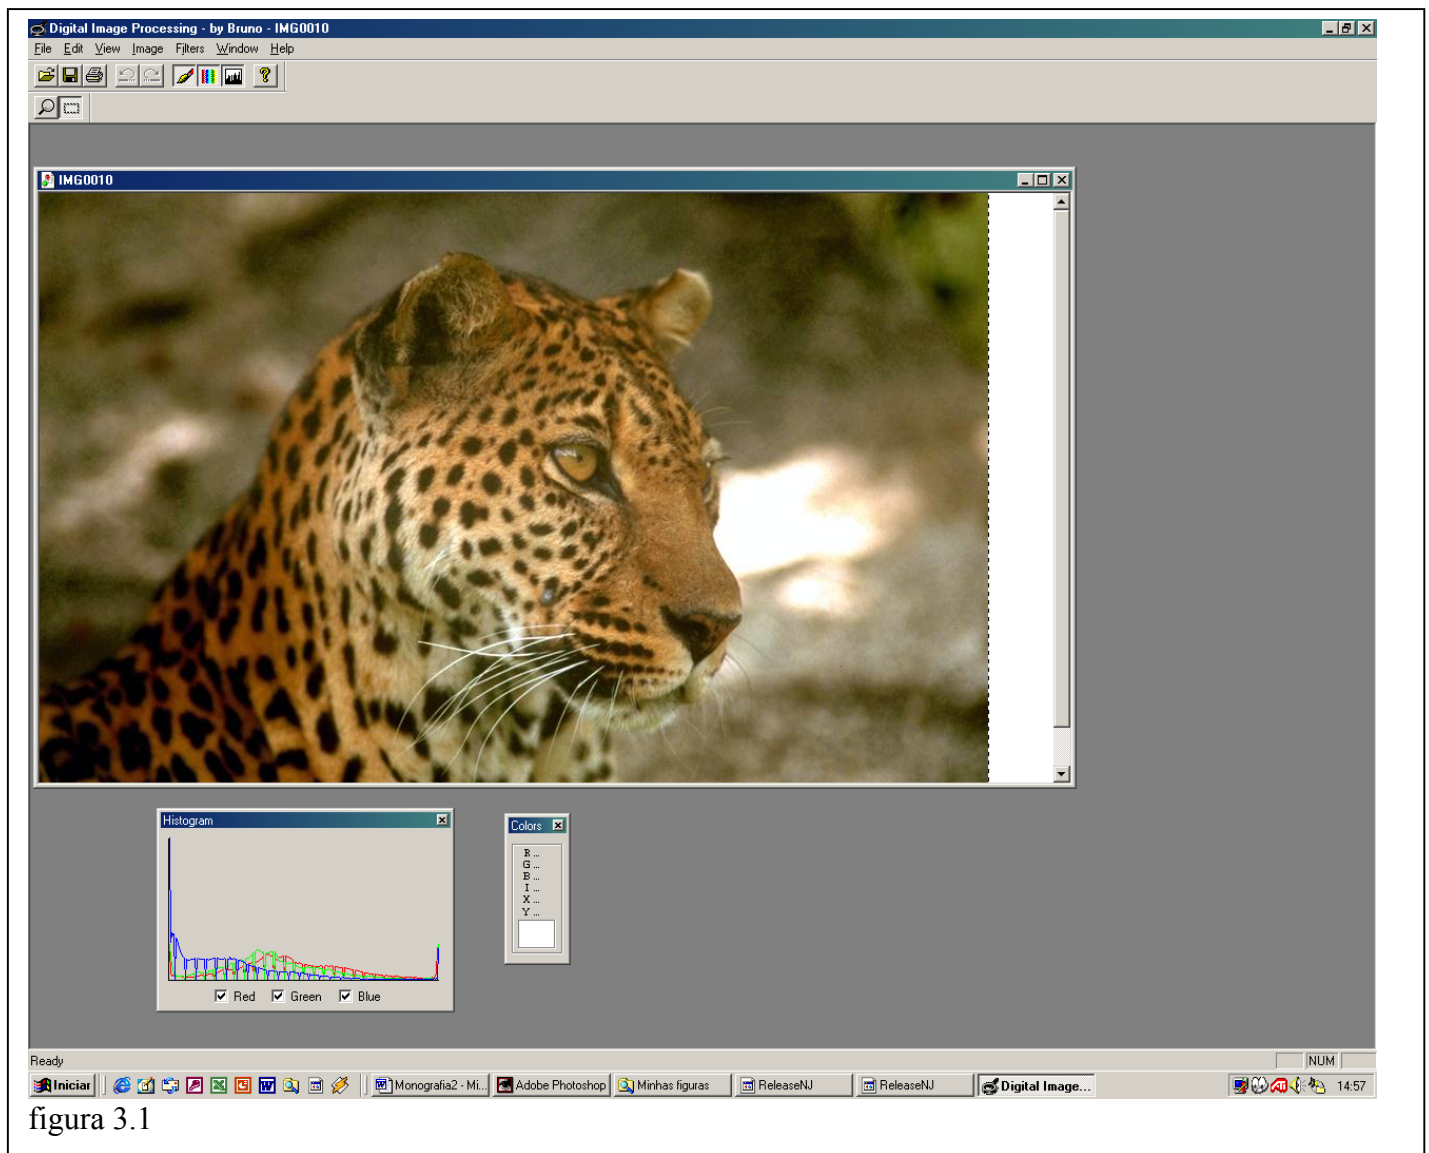 Digital Image Processing - by Bruno - IMG0010
File Edit View Image Filters Window Help
IMG0010
Histogram
Red Green Blue
Colors
R ...
G ...
B ...
I ...
X ...
Y ...
Ready NUM
Iniciar Monografia2 - Mi... Adobe Photoshop Minhas figuras ReleaseNJ ReleaseNJ Digital Image... 14:57
figura 3.1